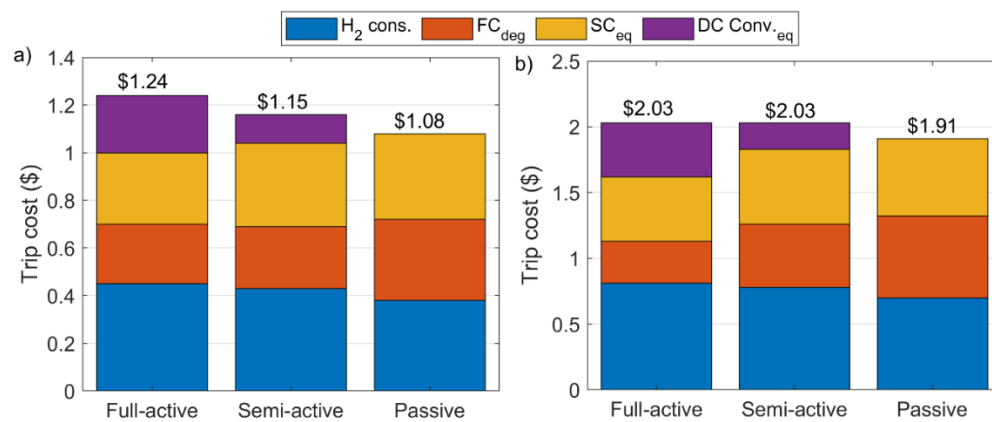 H2 cons. FCdeg SCeq DC Conv.eq
a)
Trip cost ($)
1.4
1.2
1
0.8
0.6
0.4
0.2
0
$1.24
$1.15
$1.08
Full-active Semi-active Passive
b)
Trip cost ($)
2.5
2
1.5
1
0.5
0
$2.03
$2.03
$1.91
Full-active Semi-active Passive